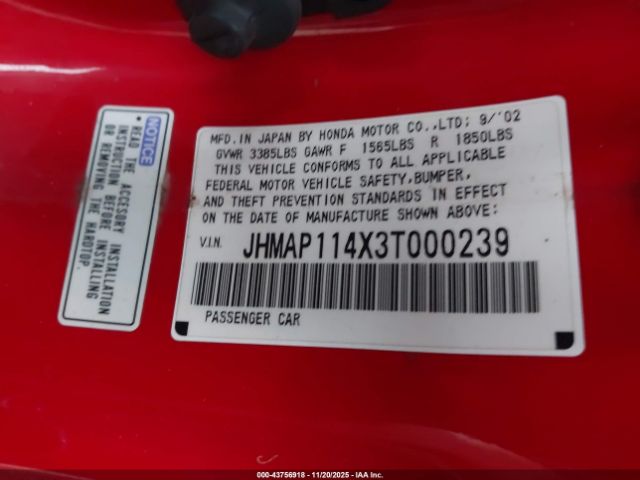 NOTICE
• READ THE ACCESSORY INSTALLATION
INSTRUCTION BEFORE INSTALLING
OR REMOVING THE
HARDTOP.
MFD.IN JAPAN BY HONDA MOTOR CO.,LTD; 9/'02
GVWR 3385LBS GAWR F 1565LBS R 1850LBS
THIS VEHICLE CONFORMS TO ALL APPLICABLE
FEDERAL MOTOR VEHICLE SAFETY,BUMPER,
AND THEFT PREVENTION STANDARDS IN EFFECT
ON THE DATE OF MANUFACTURE SHOWN ABOVE:
V.I.N. JHMAP114X3T000239
PASSENGER CAR
000-43756918 - 11/20/2025 - IAA Inc.